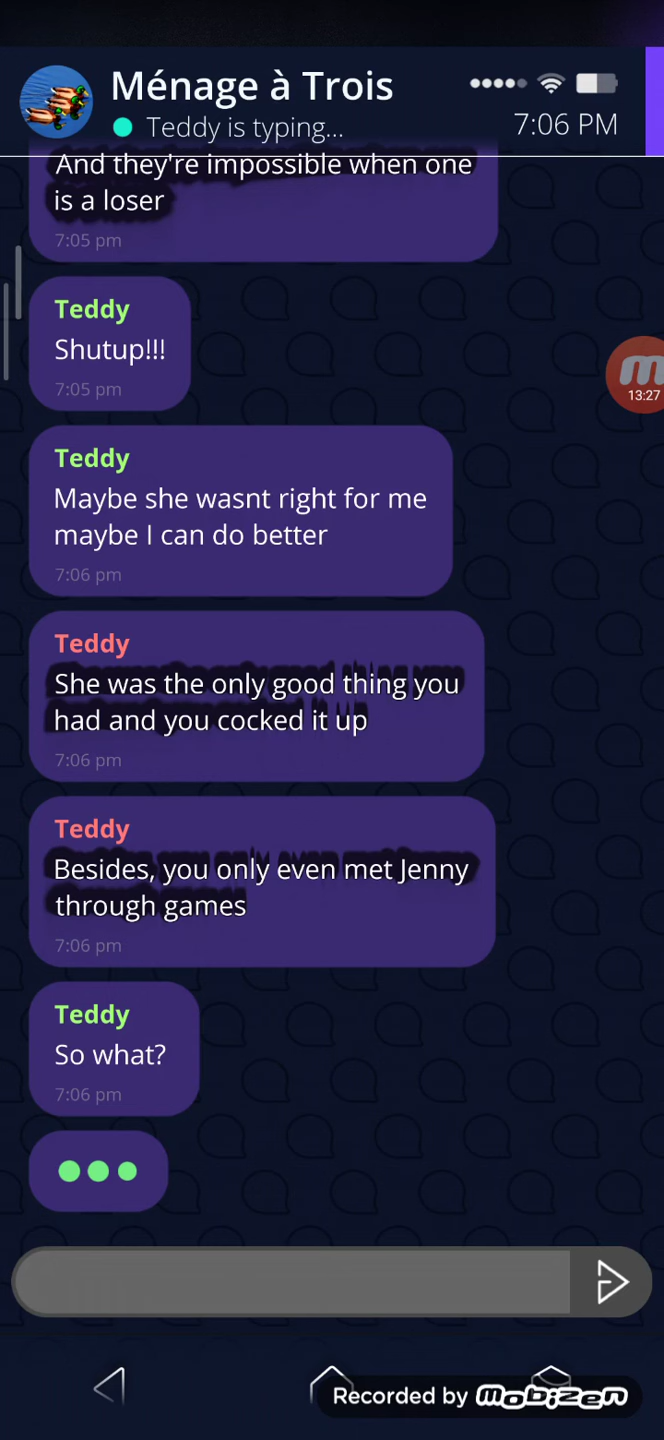 Ménage à Trois
Teddy is typing...
7:06 PM
And they're impossible when one
is a loser
7:05 pm
Teddy
Shutup!!!
7:05 pm
13:27
Teddy
Maybe she wasnt right for me
maybe I can do better
7:06 pm
Teddy
She was the only good thing you
had and you cocked it up
7:06 pm
Teddy
Besides, you only even met Jenny
through games
7:06 pm
Teddy
So what?
7:06 pm
Recorded by mobizen